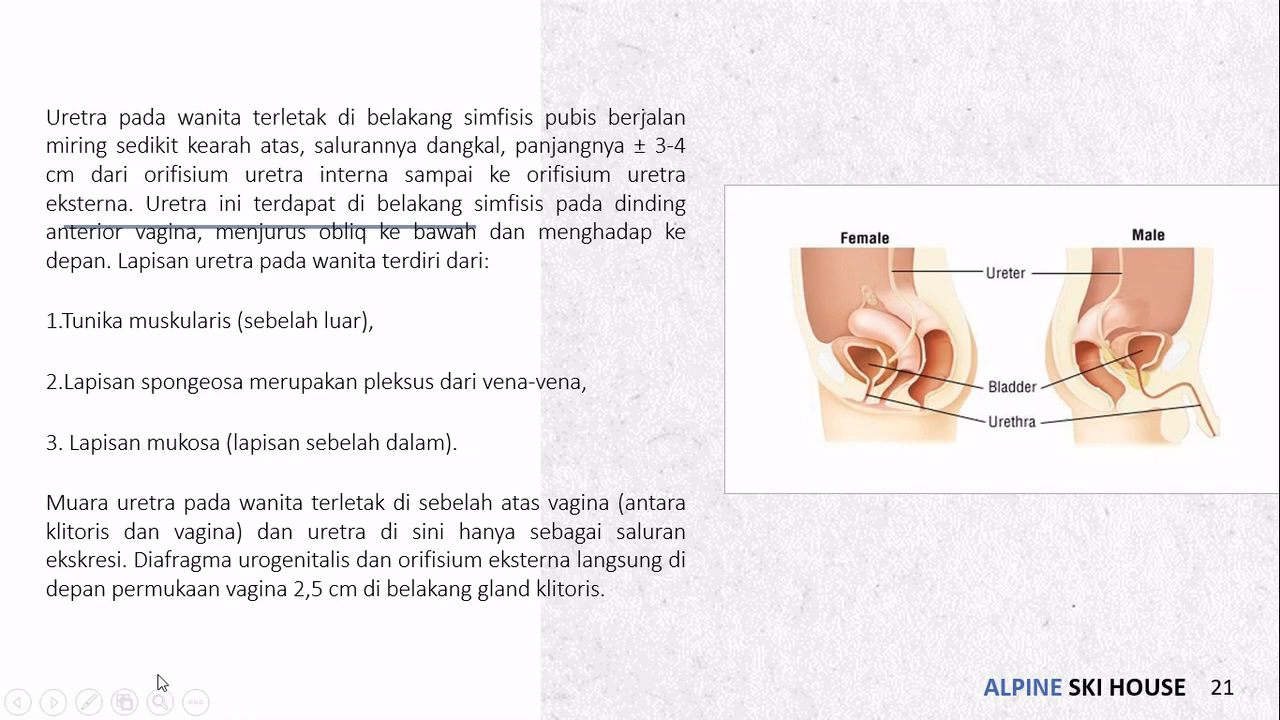 Uretra pada wanita terletak di belakang simfisis pubis berjalan
miring sedikit kearah atas, salurannya dangkal, panjangnya ± 3-4
cm dari orifisium uretra interna sampai ke orifisium uretra
eksterna. Uretra ini terdapat di belakang simfisis pada dinding
anterior vagina, menjurus obliq ke bawah dan menghadap ke
depan. Lapisan uretra pada wanita terdiri dari:
1.Tunika muskularis (sebelah luar),
2.Lapisan spongeosa merupakan pleksus dari vena-vena,
3. Lapisan mukosa (lapisan sebelah dalam).
Muara uretra pada wanita terletak di sebelah atas vagina (antara
klitoris dan vagina) dan uretra di sini hanya sebagai saluran
ekskresi. Diafragma urogenitalis dan orifisium eksterna langsung di
depan permukaan vagina 2,5 cm di belakang gland klitoris.
Female
Male
Ureter
Bladder
Urethra
ALPINE SKI HOUSE 21